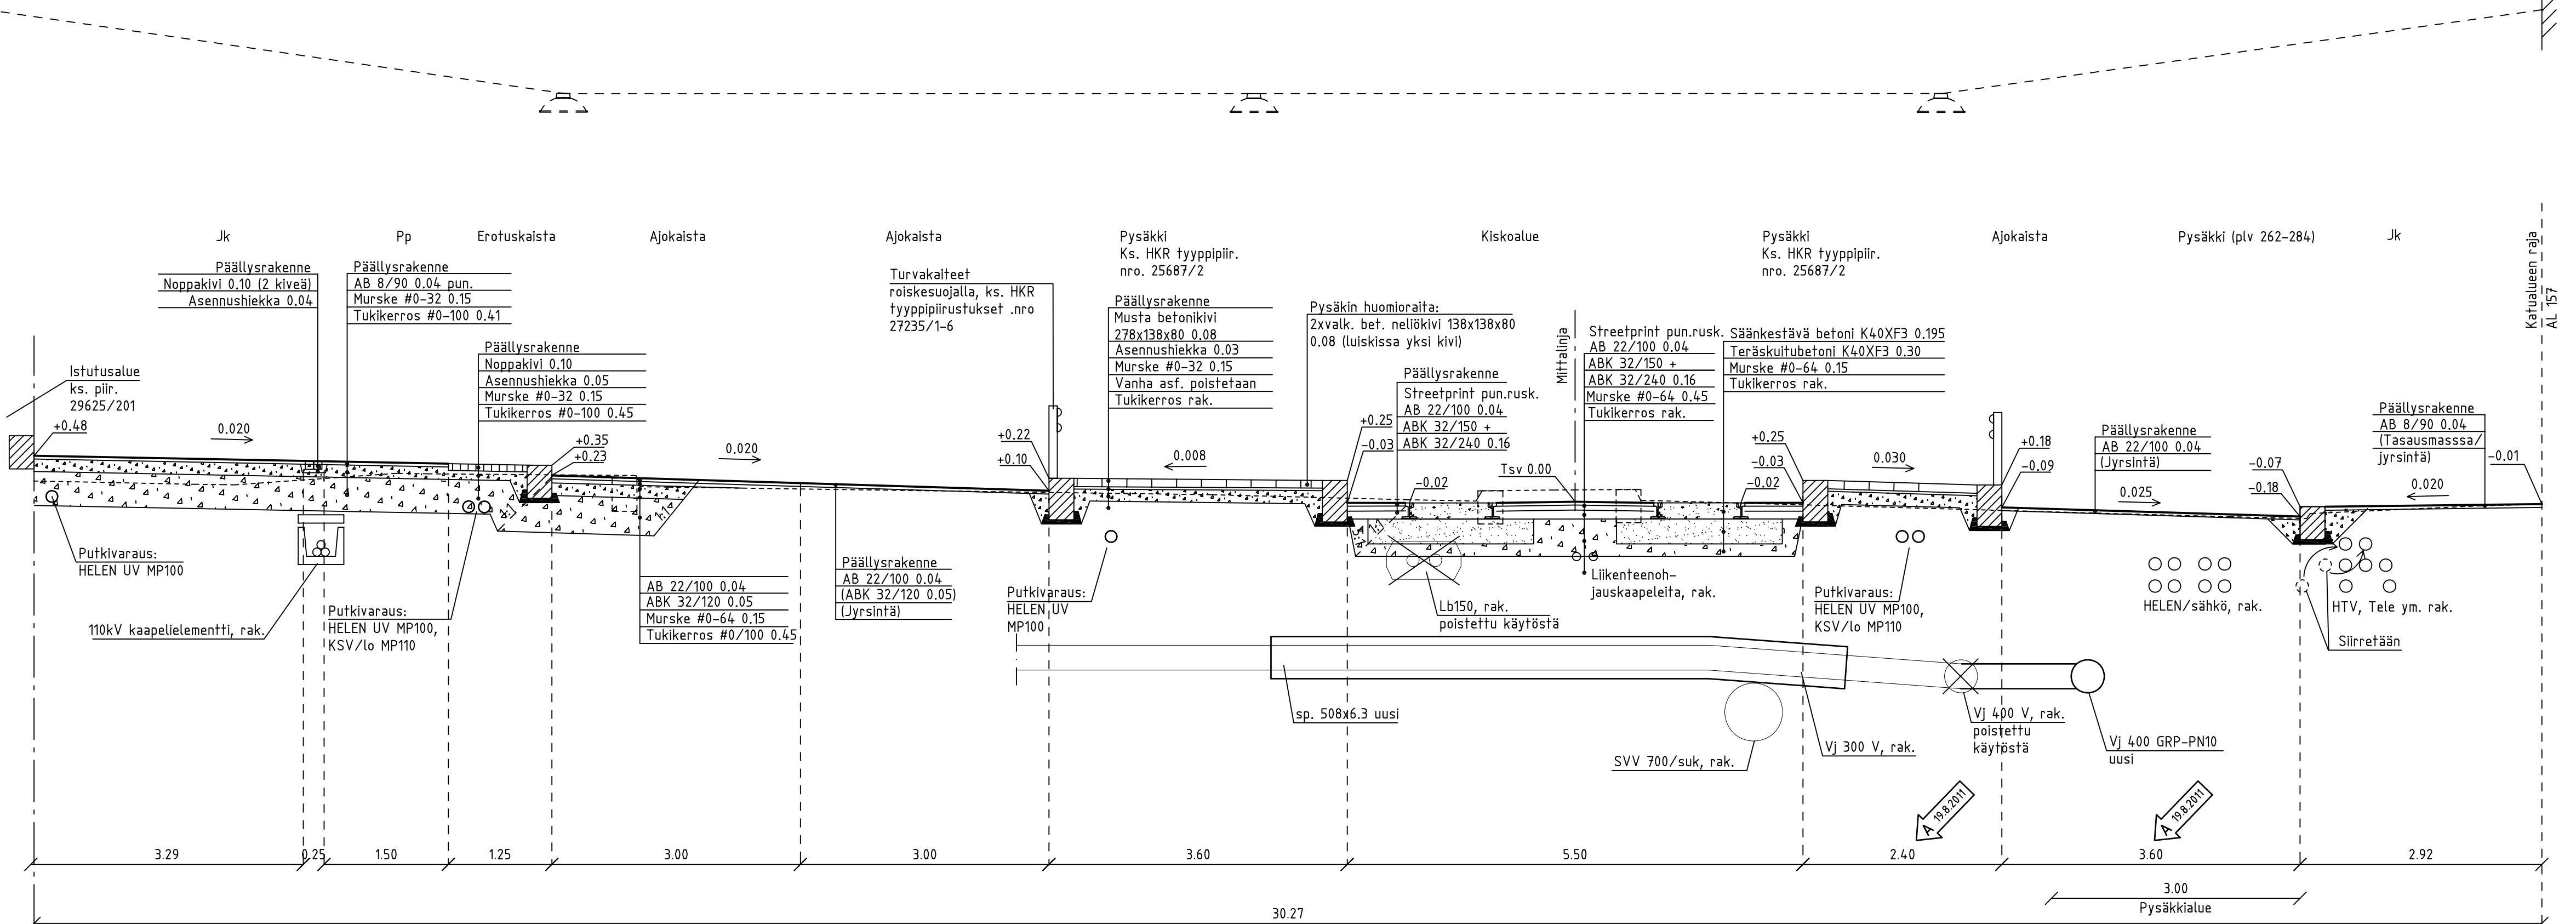 Jk
Pp
Erotuskaista
Ajokaista
Ajokaista
Pysäkki
Ks. HKR tyyppipiir.
nro. 25687/2
Kiskoalue
Pysäkki
Ks. HKR tyyppipiir.
nro. 25687/2
Ajokaista
Pysäkki (plv 262-284)
Jk
Katualueen raja
AL 157
Päällysrakenne
Noppakivi 0.10 (2 kiveä)
Asennushiekka 0.04
Päällysrakenne
AB 8/90 0.04 pun.
Murske #0-32 0.15
Tukikerros #0-100 0.41
Päällysrakenne
Noppakivi 0.10
Asennushiekka 0.05
Murske #0-32 0.15
Tukikerros #0-100 0.45
Turvakaiteet
roiskesuojalla, ks. HKR
tyyppipiirustukset .nro
27235/1-6
Päällysrakenne
Musta betonikivi
278x138x80 0.08
Asennushiekka 0.03
Murske #0-32 0.15
Vanha asf. poistetaan
Tukikerros rak.
Pysäkin huomioraita:
2xvalk. bet. neliökivi 138x138x80
0.08 (luiskissa yksi kivi)
Päällysrakenne
Streetprint pun.rusk.
AB 22/100 0.04
ABK 32/150 +
ABK 32/240 0.16
Mittalinja
Streetprint pun.rusk.
AB 22/100 0.04
ABK 32/150 +
ABK 32/240 0.16
Murske #0-64 0.45
Tukikerros rak.
Säänkestävä betoni K40XF3 0.195
Teräskuitubetoni K40XF3 0.30
Murske #0-64 0.15
Tukikerros rak.
Päällysrakenne
AB 22/100 0.04
(Jyrsintä)
Päällysrakenne
AB 8/90 0.04
(Tasausmasssa/
jyrsintä)
Istutusalue
ks. piir.
29625/201
+0.48
0.020
+0.35
+0.23
0.020
+0.22
+0.10
0.008
+0.25
-0.03
-0.02
Tsv 0.00
-0.02
+0.25
-0.03
0.030
+0.18
-0.09
0.025
-0.07
-0.18
0.020
-0.01
1:1
1:1
1:1
Putkivaraus:
HELEN UV MP100
110kV kaapelielementti, rak.
Putkivaraus:
HELEN UV MP100,
KSV/lo MP110
AB 22/100 0.04
ABK 32/120 0.05
Murske #0-64 0.15
Tukikerros #0/100 0.45
Päällysrakenne
AB 22/100 0.04
(ABK 32/120 0.05)
(Jyrsintä)
Putkivaraus:
HELEN UV
MP100
Lb150, rak.
poistettu käytöstä
Liikenteenoh-
jauskaapeleita, rak.
Putkivaraus:
HELEN UV MP100,
KSV/lo MP110
HELEN/sähkö, rak.
HTV, Tele ym. rak.
Siirretään
sp. 508x6.3 uusi
SVV 700/suk, rak.
Vj 300 V, rak.
Vj 400 V, rak.
poistettu
käytöstä
Vj 400 GRP-PN10
uusi
A 19.8.2011
A 19.8.2011
3.29
0.25
1.50
1.25
3.00
3.00
3.60
5.50
2.40
3.60
2.92
3.00
Pysäkkialue
30.27